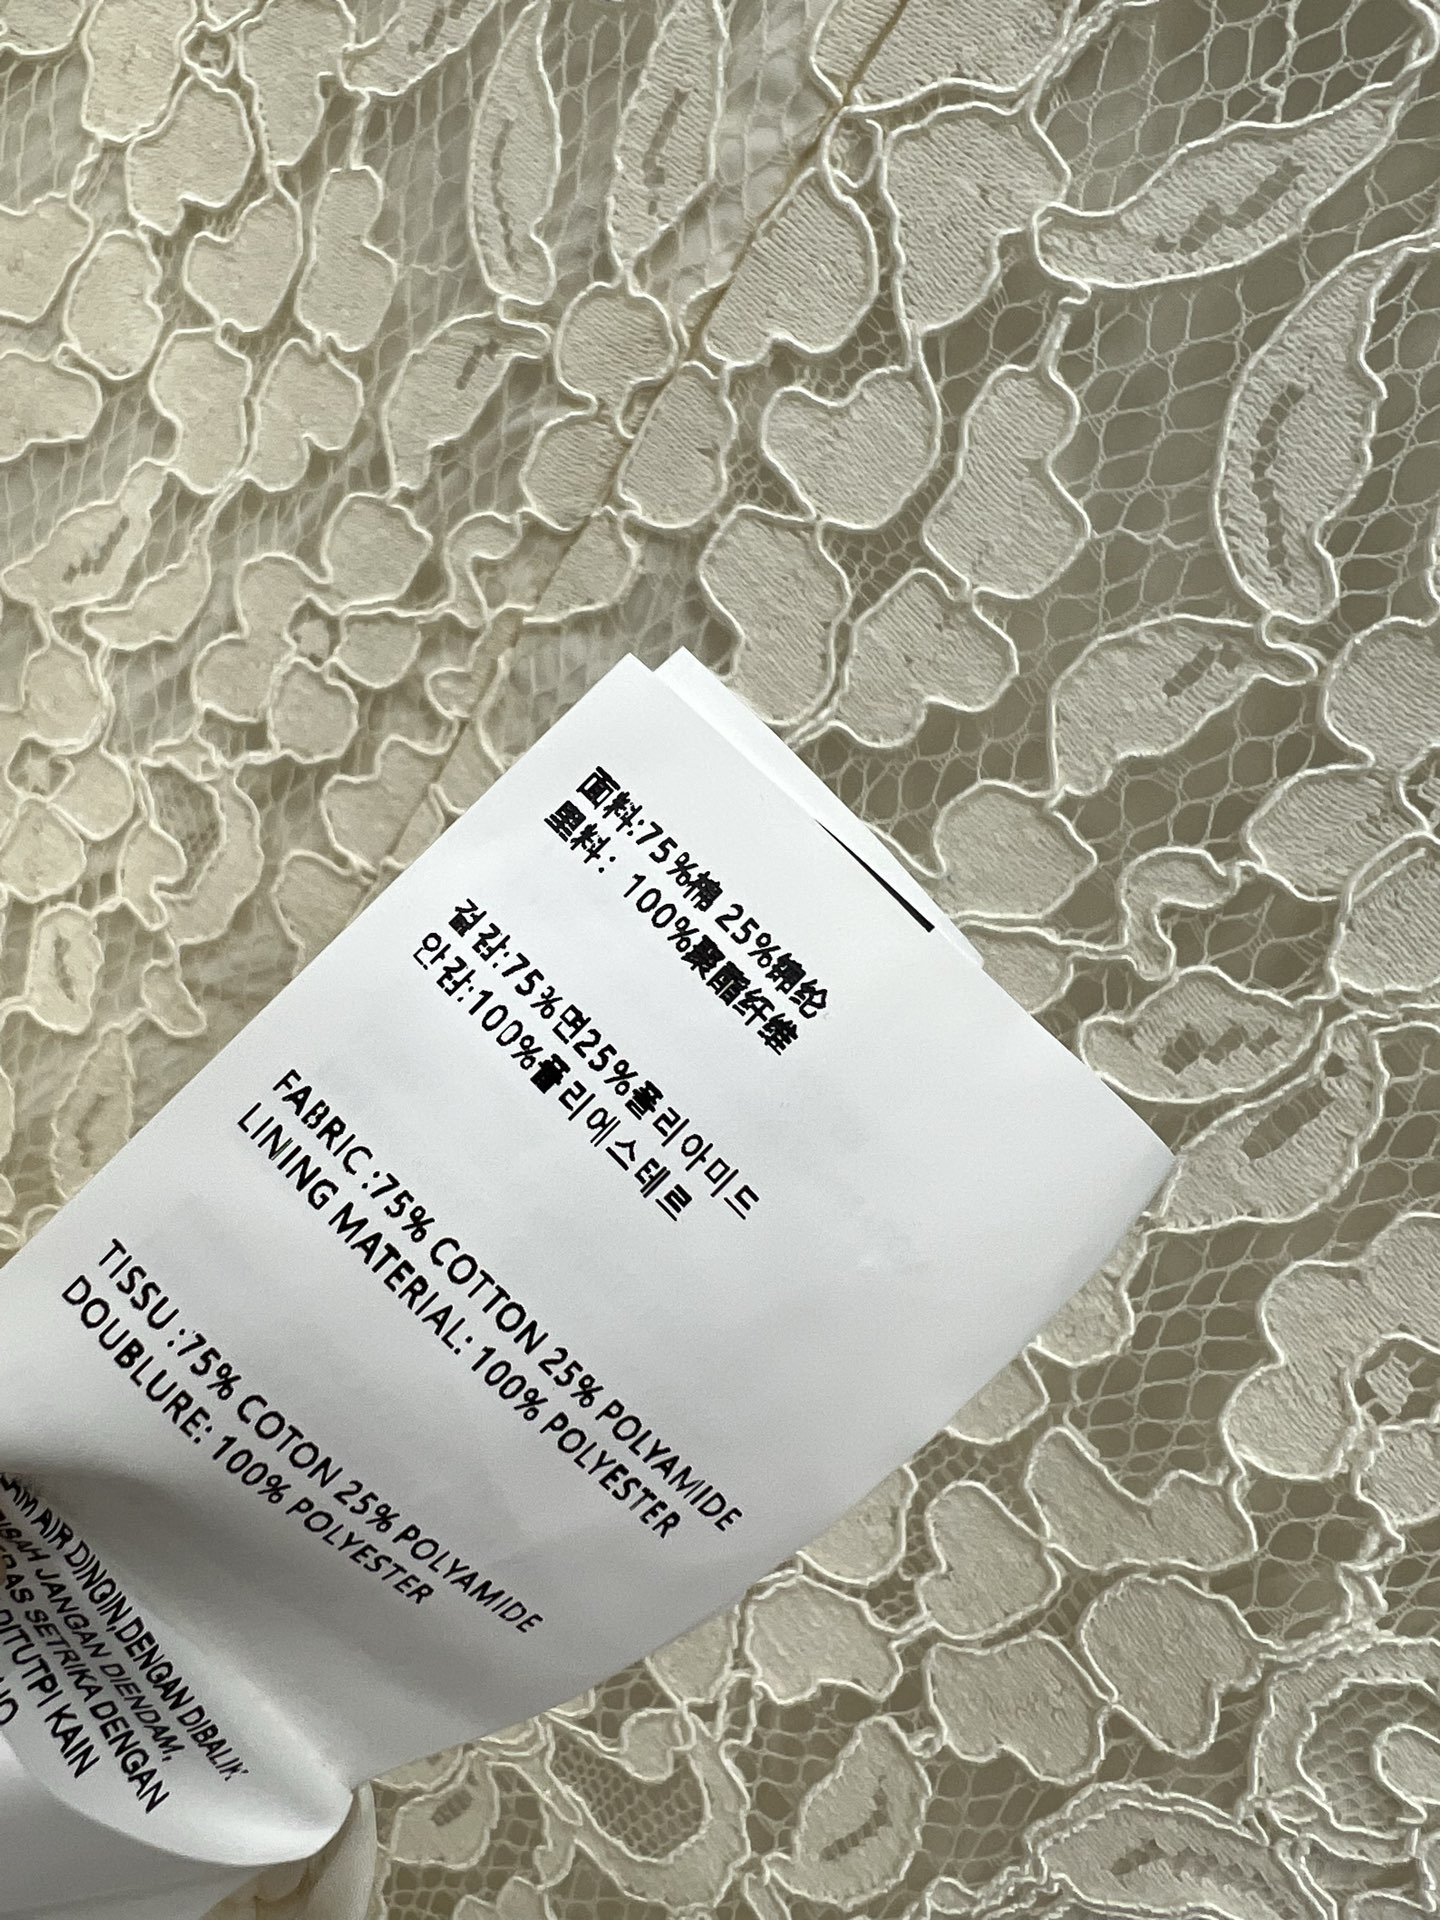 面料:75%棉 25%锦纶
里料: 100%聚酯纤维
겉감:75%면25%폴리아미드
안감:100%폴리에스테르
FABRIC :75% COTTON 25% POLYAMIDE
LINING MATERIAL: 100% POLYESTER
TISSU :75% COTON 25% POLYAMIDE
DOUBLURE: 100% POLYESTER
AIR DINGIN,DENGAN DIBALIK
JANGAN DIENDAM,
SETRIKA DENGAN
DITUTPI KAIN